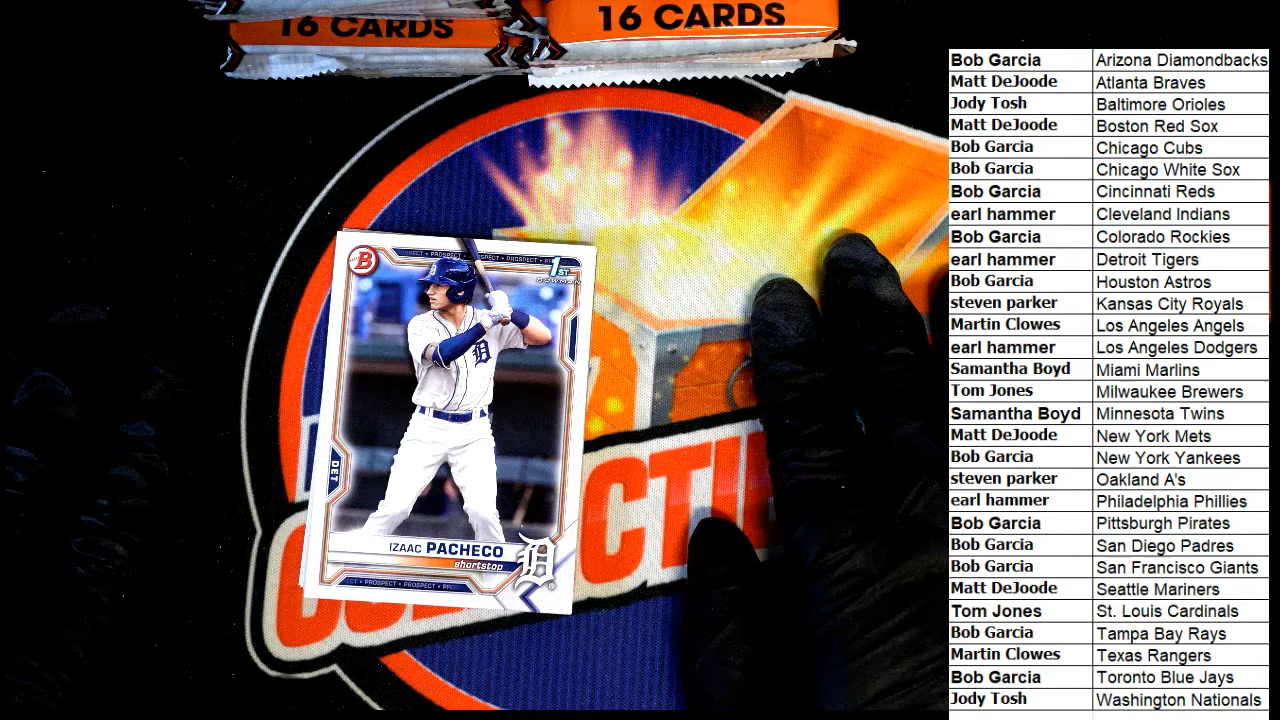 16 CARDS
16 CARDS
PROSPECT • PROSPECT
1ST
BOWMAN
B
D
DET
IZAAC PACHECO
shortstop
D
PROSPECT • PROSPECT
Bob Garcia Arizona Diamondbacks
Matt DeJoode Atlanta Braves
Jody Tosh Baltimore Orioles
Matt DeJoode Boston Red Sox
Bob Garcia Chicago Cubs
Bob Garcia Chicago White Sox
Bob Garcia Cincinnati Reds
earl hammer Cleveland Indians
Bob Garcia Colorado Rockies
earl hammer Detroit Tigers
Bob Garcia Houston Astros
steven parker Kansas City Royals
Martin Clowes Los Angeles Angels
earl hammer Los Angeles Dodgers
Samantha Boyd Miami Marlins
Tom Jones Milwaukee Brewers
Samantha Boyd Minnesota Twins
Matt DeJoode New York Mets
Bob Garcia New York Yankees
steven parker Oakland A's
earl hammer Philadelphia Phillies
Bob Garcia Pittsburgh Pirates
Bob Garcia San Diego Padres
Bob Garcia San Francisco Giants
Matt DeJoode Seattle Mariners
Tom Jones St. Louis Cardinals
Bob Garcia Tampa Bay Rays
Martin Clowes Texas Rangers
Bob Garcia Toronto Blue Jays
Jody Tosh Washington Nationals